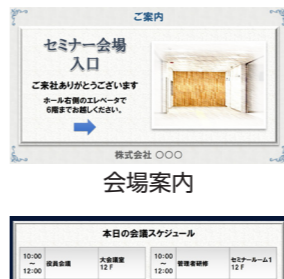 ご案内
セミナー会場
入口
ご来社ありがとうございます
ホール右側のエレベータで
6階までお越しください。
株式会社 〇〇〇
会場案内
本日の会議スケジュール
10:00 ～ 12:00 役員会議 大会議室 12F
10:00 ～ 12:00 管理者研修 セミナールーム1 12F